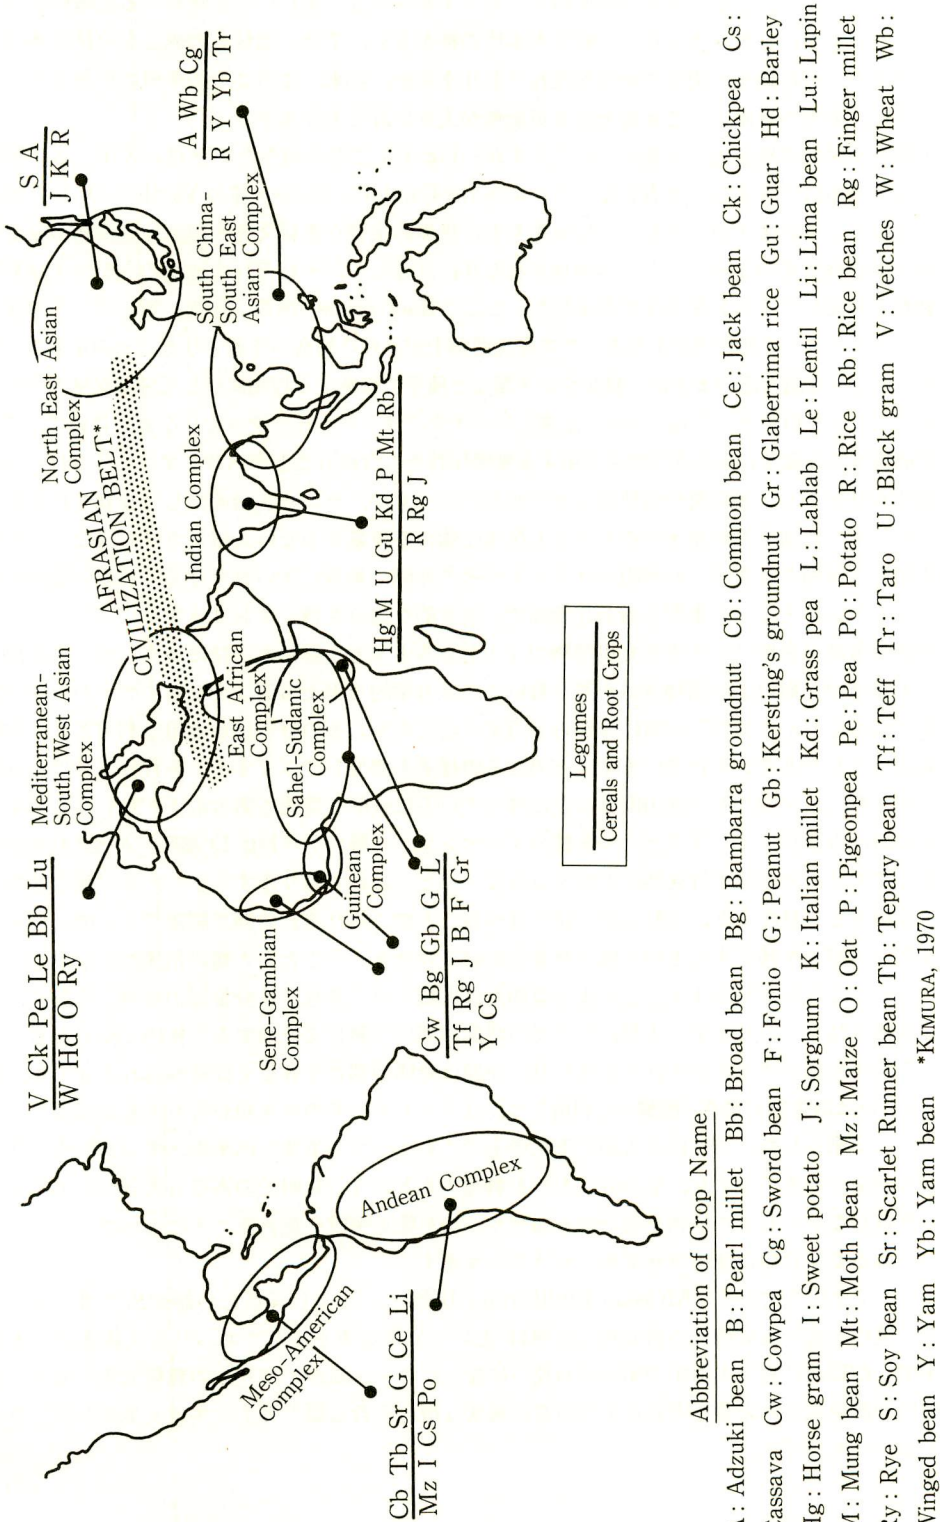 Mediterranean-
South West Asian
Complex
V Ck Pe Le Bb Lu
W Hd O Ry
AFRASIAN
CIVILIZATION BELT*
North East Asian
Complex
S A
J K R
South China-
South East
Asian Complex
A Wb Cg
R Y Yb Tr
Indian Complex
Hg M U Gu Kd P Mt Rb
R Rg J
East African
Complex
Sahel-Sudanic
Complex
Guinean
Complex
Sene-Gambian
Complex
Cw Bg Gb G L
Tf Rg J B F Gr
Y Cs
Meso-American
Complex
Andean Complex
Cb Tb Sr G Ce Li
Mz I Cs Po
Legumes
Cereals and Root Crops
Abbreviation of Crop Name
A : Adzuki bean B : Pearl millet Bb : Broad bean Bg : Bambarra groundnut Cb : Common bean Ce : Jack bean Ck : Chickpea Cs :
Cassava Cw : Cowpea Cg : Sword bean F : Fonio G : Peanut Gb : Kersting's groundnut Gr : Glaberrima rice Gu : Guar Hd : Barley
Hg : Horse gram I : Sweet potato J : Sorghum K : Italian millet Kd : Grass pea L : Lablab Le : Lentil Li : Lima bean Lu : Lupin
M : Mung bean Mt : Moth bean Mz : Maize O : Oat P : Pigeonpea Pe : Pea Po : Potato R : Rice Rb : Rice bean Rg : Finger millet
Ry : Rye S : Soy bean Sr : Scarlet Runner bean Tb : Tepary bean Tf : Teff Tr : Taro U : Black gram V : Vetches W : Wheat Wb :
Winged bean Y : Yam Yb : Yam bean *KIMURA, 1970